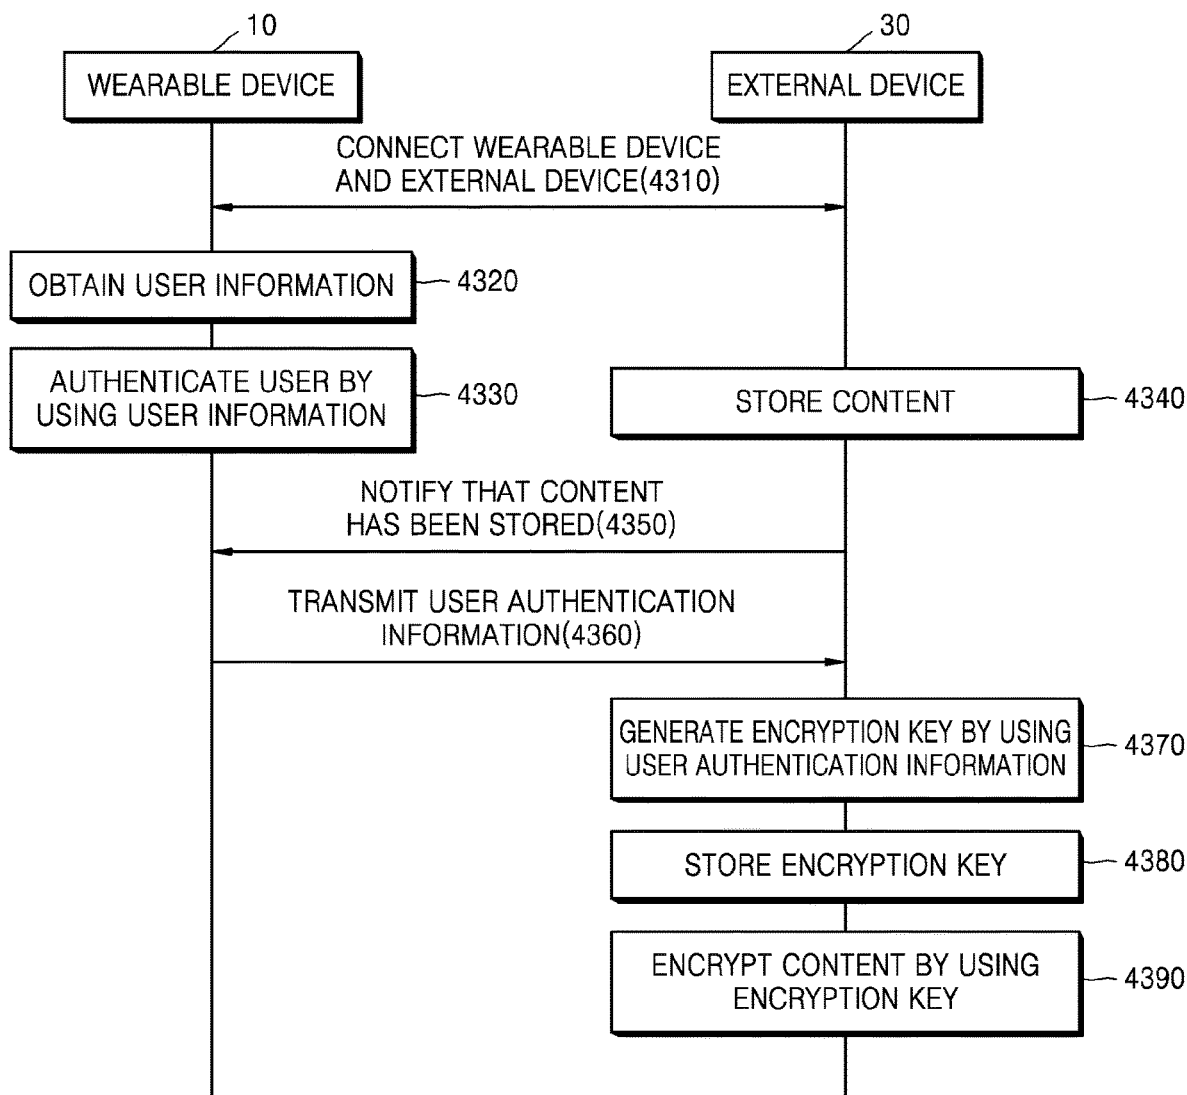 10
30
WEARABLE DEVICE
EXTERNAL DEVICE
CONNECT WEARABLE DEVICE
AND EXTERNAL DEVICE(4310)
OBTAIN USER INFORMATION
4320
AUTHENTICATE USER BY
USING USER INFORMATION
4330
STORE CONTENT
4340
NOTIFY THAT CONTENT
HAS BEEN STORED(4350)
TRANSMIT USER AUTHENTICATION
INFORMATION(4360)
GENERATE ENCRYPTION KEY BY USING
USER AUTHENTICATION INFORMATION
4370
STORE ENCRYPTION KEY
4380
ENCRYPT CONTENT BY USING
ENCRYPTION KEY
4390